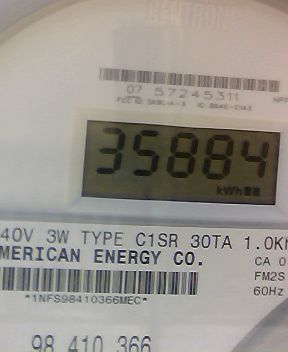 CENTRON
07 57245311
35884
kWh
40V 3W TYPE C1SR 30TA 1.0K
MERICAN ENERGY CO.
CA 0
FM2S
60Hz
*1NFS98410366MEC*
98 410 366